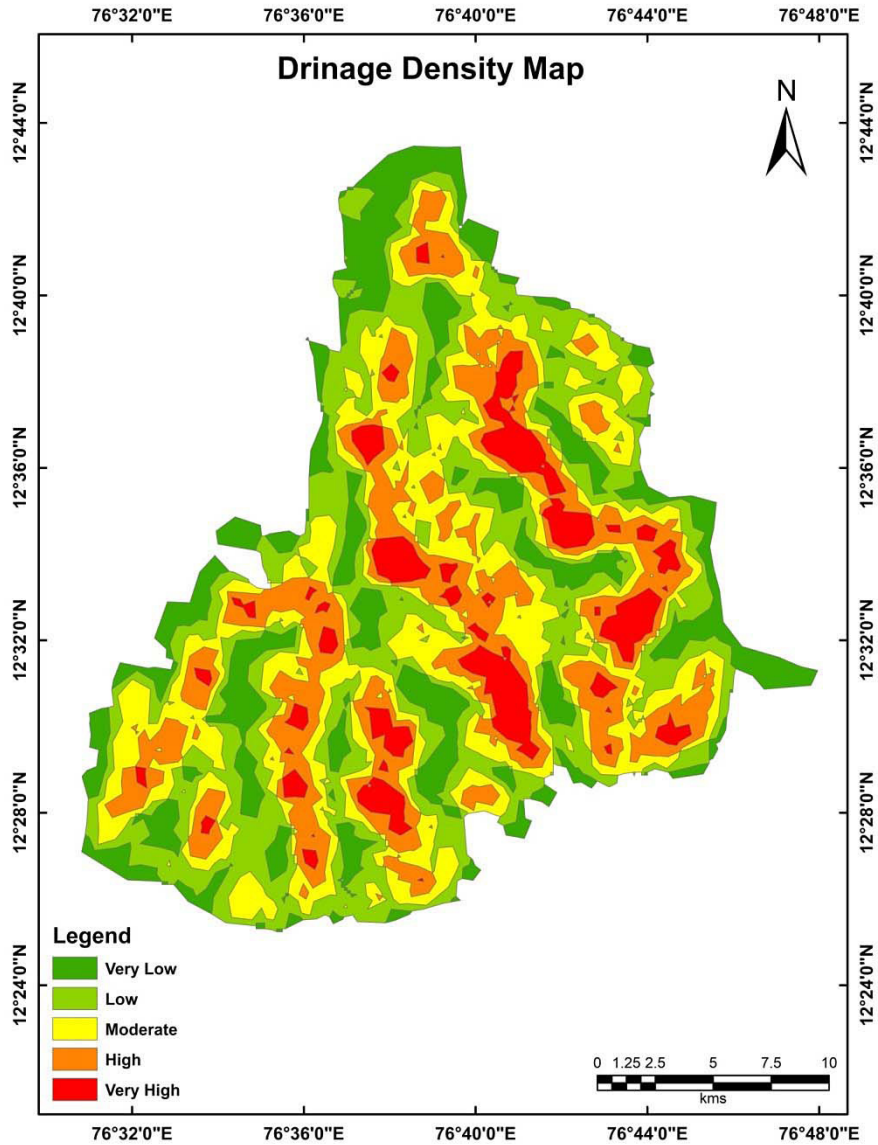 76°32'0"E 76°36'0"E 76°40'0"E 76°44'0"E 76°48'0"E
Drinage Density Map
N
12°44'0"N 12°44'0"N
12°40'0"N 12°40'0"N
12°36'0"N 12°36'0"N
12°32'0"N 12°32'0"N
12°28'0"N 12°28'0"N
12°24'0"N 12°24'0"N
Legend
Very Low
Low
Moderate
High
Very High
0 1.25 2.5 5 7.5 10
kms
76°32'0"E 76°36'0"E 76°40'0"E 76°44'0"E 76°48'0"E